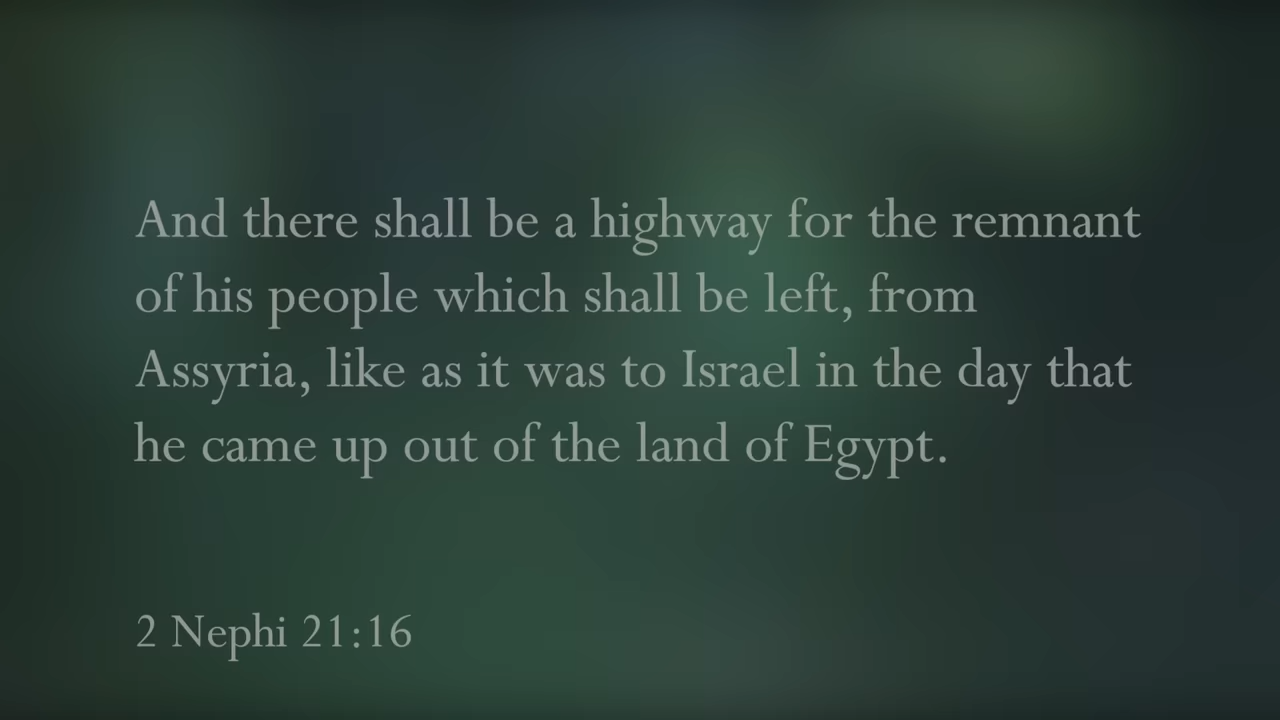 And there shall be a highway for the remnant
of his people which shall be left, from
Assyria, like as it was to Israel in the day that
he came up out of the land of Egypt.
2 Nephi 21:16